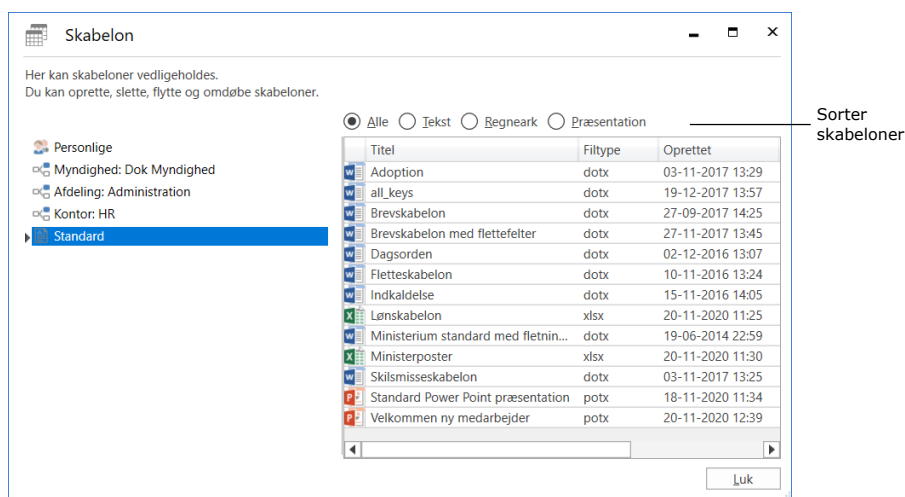 Skabelon
Her kan skabeloner vedligeholdes.
Du kan oprette, slette, flytte og omdøbe skabeloner.
Alle Tekst Regneark Præsentation
Sorter
skabeloner
Personlige
Myndighed: Dok Myndighed
Afdeling: Administration
Kontor: HR
Standard
Titel Filtype Oprettet
Adoption dotx 03-11-2017 13:29
all_keys dotx 19-12-2017 13:57
Brevskabelon dotx 27-09-2017 14:25
Brevskabelon med flettefelter dotx 27-11-2017 13:45
Dagsorden dotx 02-12-2016 13:07
Fletteskabelon dotx 10-11-2016 13:24
Indkaldelse dotx 15-11-2016 14:05
Lønskabelon xlsx 20-11-2020 11:25
Ministerium standard med fletnin... dotx 19-06-2014 22:59
Ministerposter xlsx 20-11-2020 11:30
Skilsmisseskabelon dotx 03-11-2017 13:25
Standard Power Point præsentation potx 18-11-2020 11:34
Velkommen ny medarbejder potx 20-11-2020 12:39
Luk